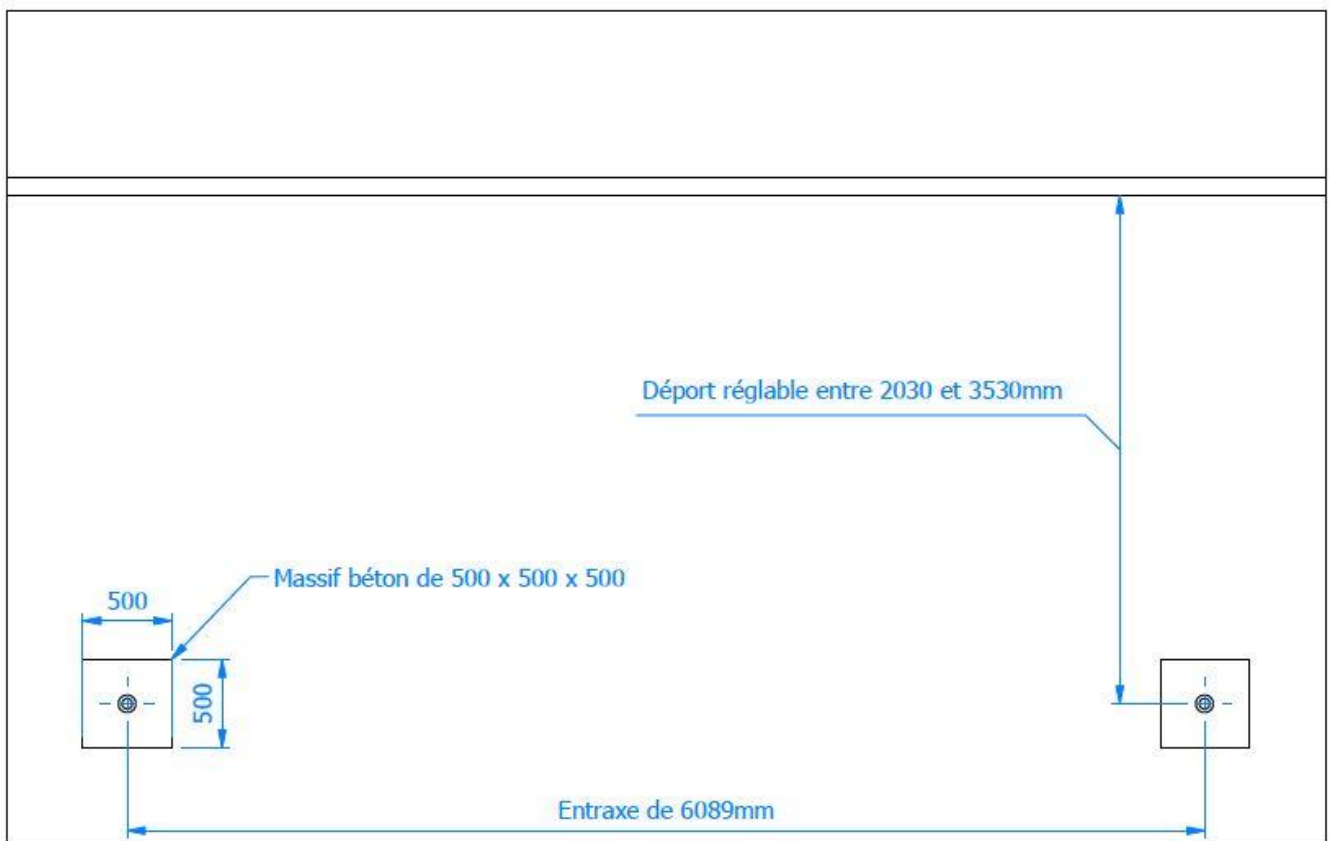 Déport réglable entre 2030 et 3530mm
Massif béton de 500 x 500 x 500
500
500
Entraxe de 6089mm